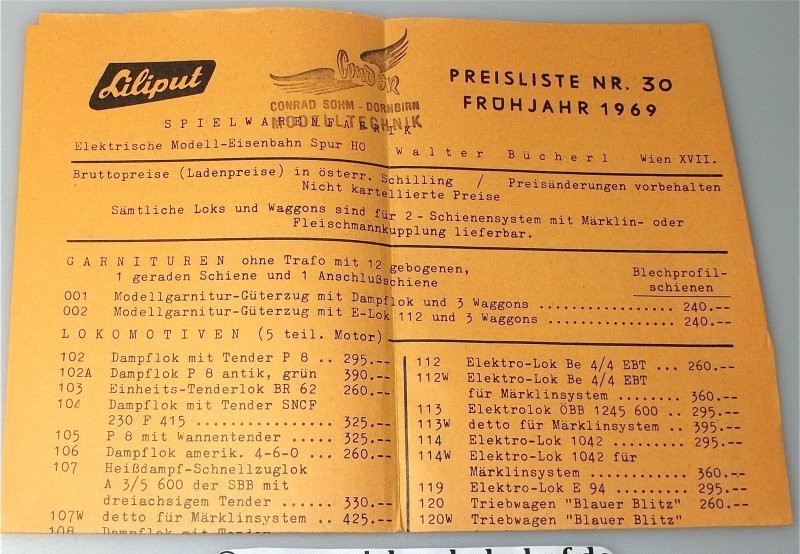 Liliput
Condor
CONRAD SOHM - DORNBIRN
MODELLTECHNIK
PREISLISTE NR. 30
FRÜHJAHR 1969
SPIELWARENFABRIK
Elektrische Modell-Eisenbahn Spur HO Walter Bücherl Wien XVII.
Bruttopreise (Ladenpreise) in österr. Schilling / Preisänderungen vorbehalten
Nicht kartellierte Preise
Sämtliche Loks und Waggons sind für 2-Schienensystem mit Märklin- oder
Fleischmannkupplung lieferbar.
GARNITUREN ohne Trafo mit 12 gebogenen,
1 geraden Schiene und 1 Anschlußschiene
Blechprofil-
schienen
001 Modellgarnitur-Güterzug mit Dampflok und 3 Waggons ................ 240.--
002 Modellgarnitur-Güterzug mit E-Lok 112 und 3 Waggons ............... 240.--
LOKOMOTIVEN (5 teil. Motor)
102 Dampflok mit Tender P 8 .. 295.--
102A Dampflok P 8 antik, grün 390.--
103 Einheits-Tenderlok BR 62 260.--
104 Dampflok mit Tender SNCF
230 F 415 ................ 325.--
105 P 8 mit Wannentender ..... 325.--
106 Dampflok amerik. 4-6-0 ... 260.--
107 Heißdampf-Schnellzuglok
A 3/5 600 der SBB mit
dreiachsigem Tender ...... 330.--
107W detto für Märklinsystem .. 425.--
108 Dampflok mit Tender
112 Elektro-Lok Be 4/4 EBT ... 260.--
112W Elektro-Lok Be 4/4 EBT
für Märklinsystem ........ 360.--
113 Elektrolok ÖBB 1245 600 .. 295.--
113W detto für Märklinsystem .. 395.--
114 Elektro-Lok 1042 ......... 295.--
114W Elektro-Lok 1042 für
Märklinsystem ............ 360.--
119 Elektro-Lok E 94 ......... 295.--
120 Triebwagen "Blauer Blitz" 260.--
120W Triebwagen "Blauer Blitz"